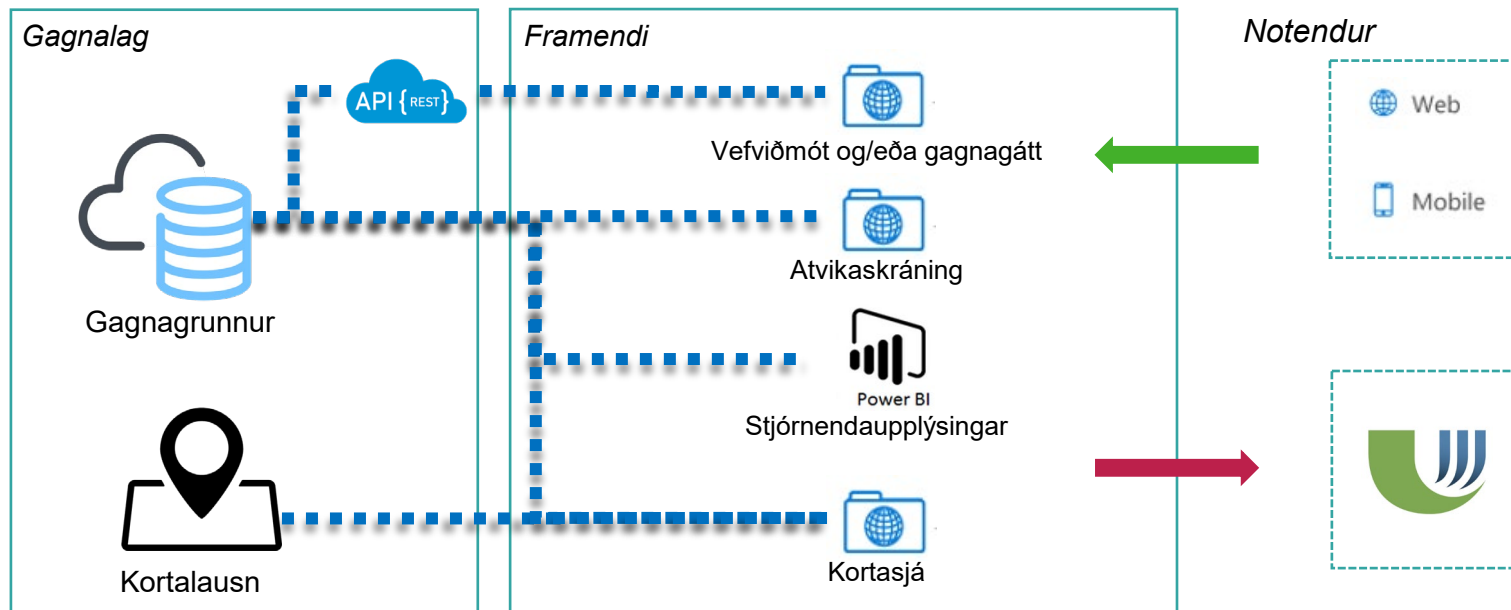 Gagnalag
Framendi
Notendur
API {REST}
Web
Vefviðmót og/eða gagnagátt
Mobile
Atvikaskráning
Gagnagrunnur
Power BI
Stjórnendaupplýsingar
Kortasjá
Kortalausn